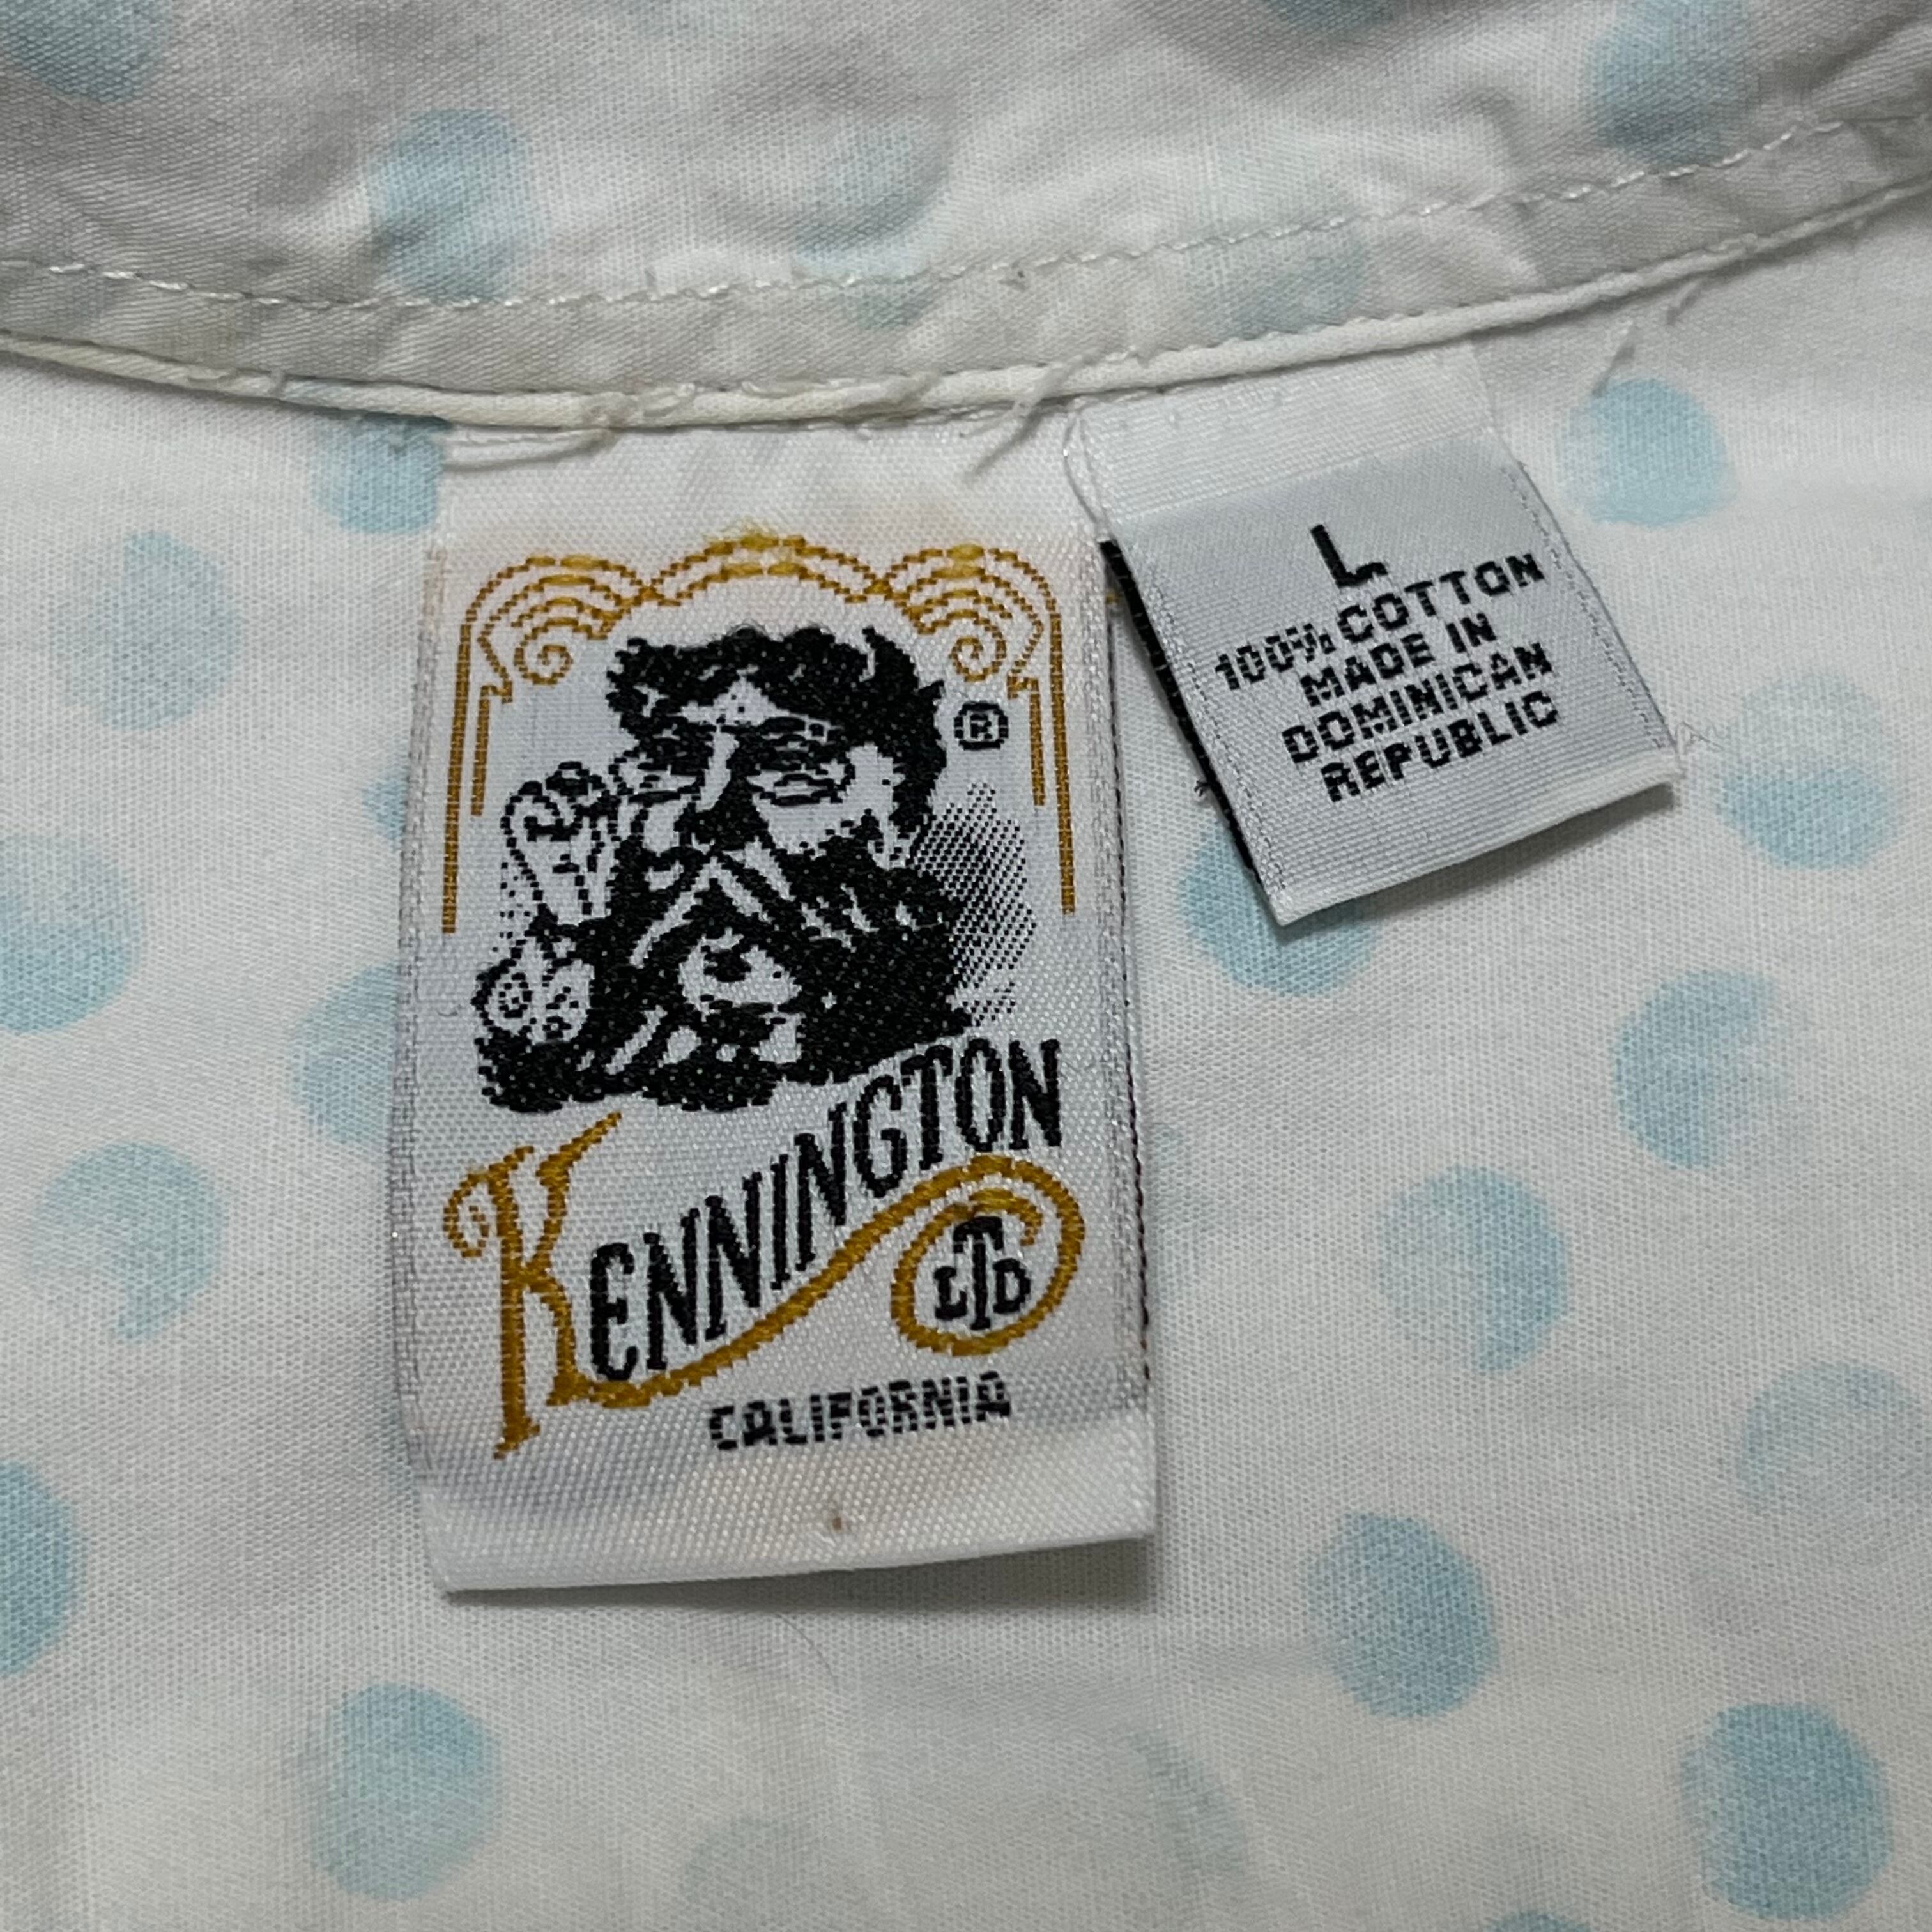 ®
KENNINGTON
LTD
CALIFORNIA
L
100% COTTON
MADE IN
DOMINICAN
REPUBLIC